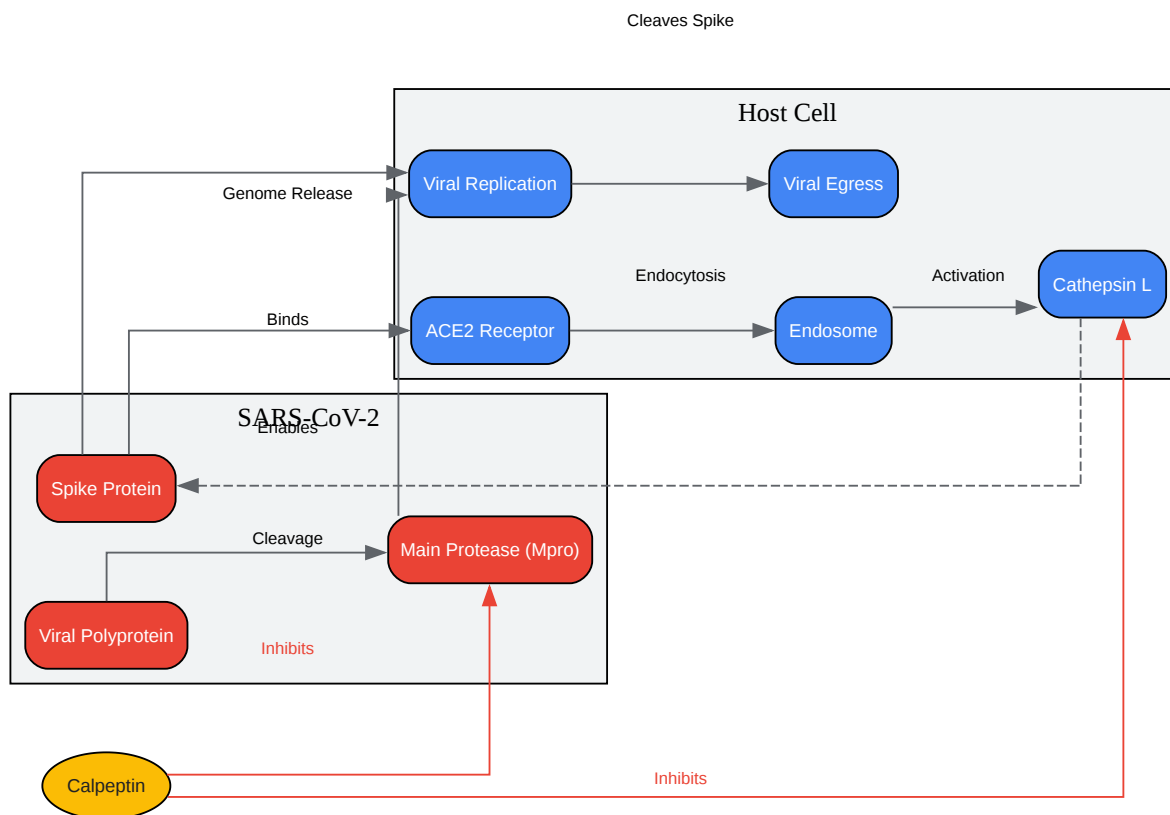 Cleaves Spike
Host Cell
Viral Replication
Viral Egress
Genome Release
Endocytosis
Activation
Cathepsin L
Binds
ACE2 Receptor
Endosome
SARS-CoV-2
Enables
Spike Protein
Cleavage
Main Protease (Mpro)
Viral Polyprotein
Inhibits
Calpeptin
Inhibits